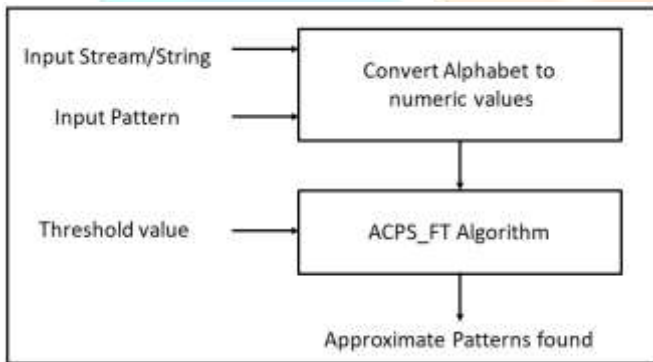 Input Stream/String
Convert Alphabet to
numeric values
Input Pattern
Threshold value
ACPS_FT Algorithm
Approximate Patterns found